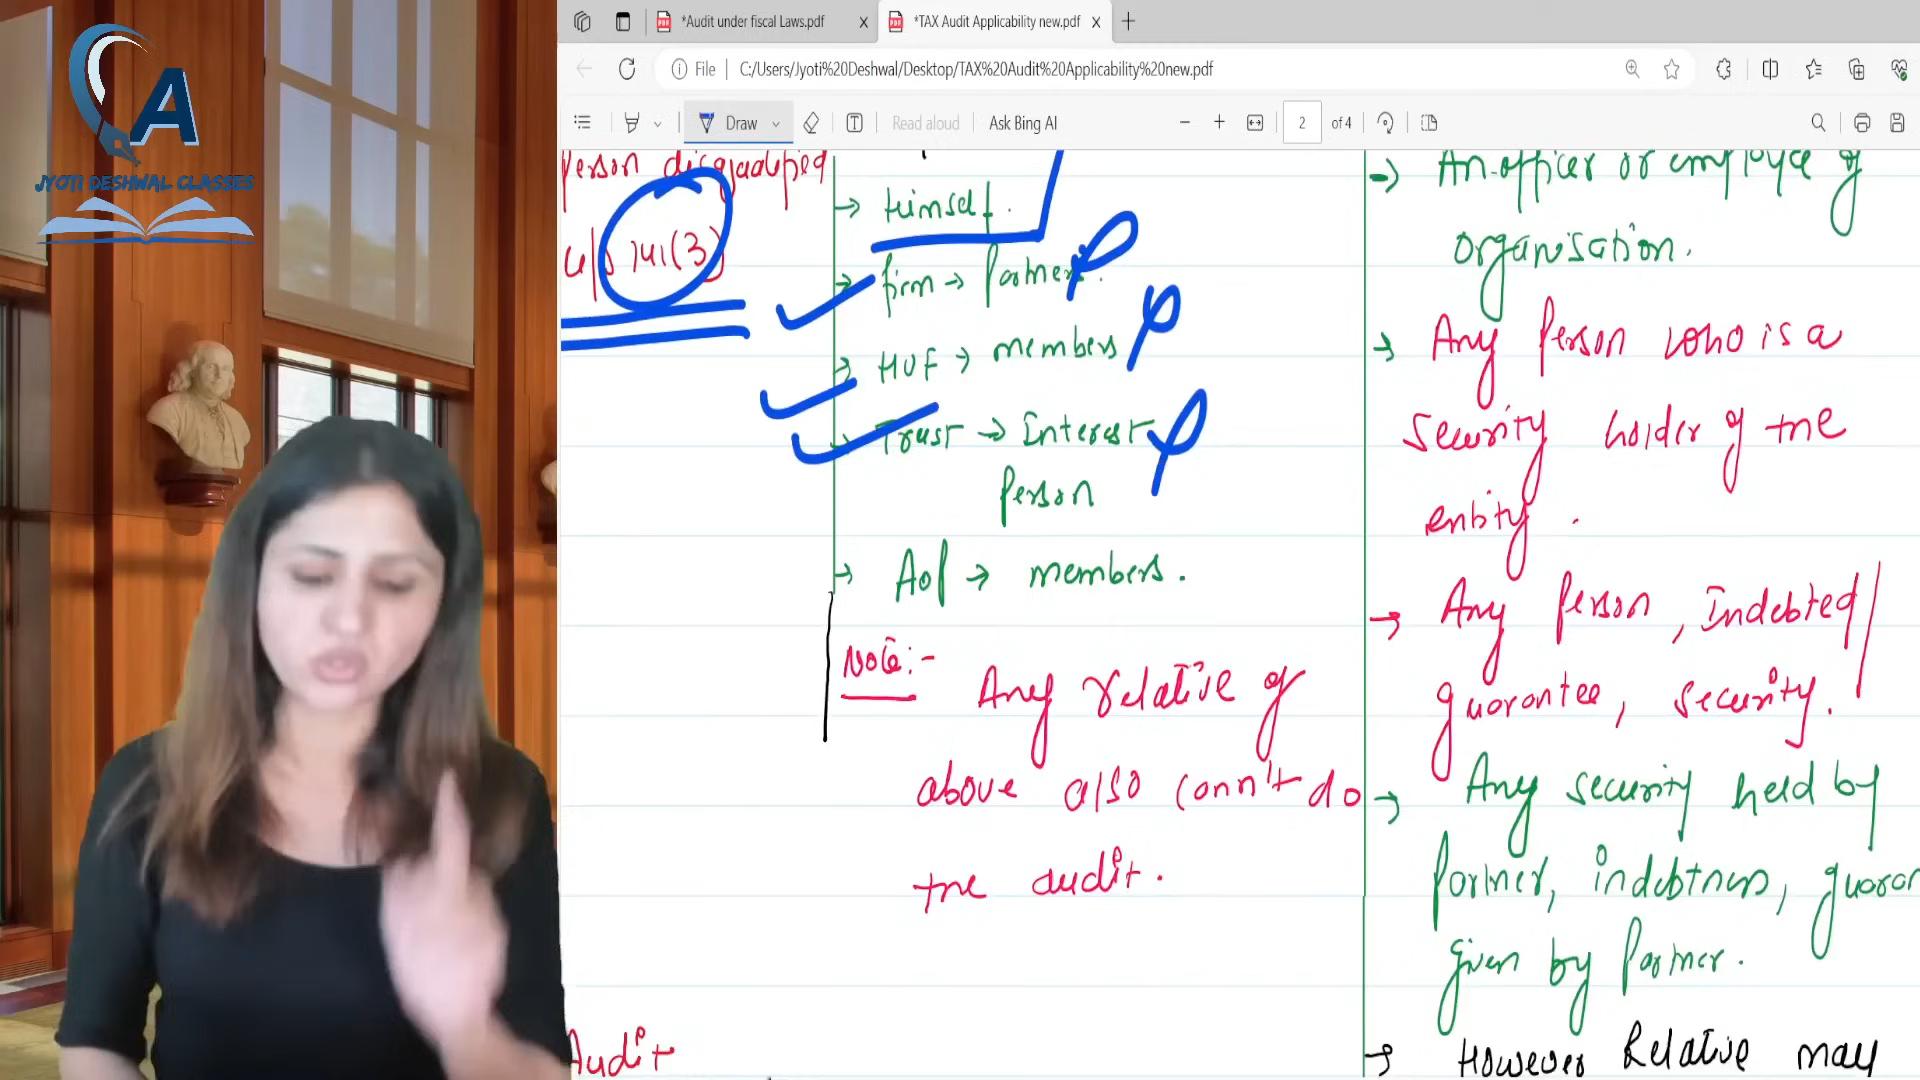 A
JYOTI DESHWAL CLASSES
*Audit under fiscal Laws.pdf
*TAX Audit Applicability new.pdf
File
C:/Users/Jyoti%20Deshwal/Desktop/TAX%20Audit%20Applicability%20new.pdf
Draw
Read aloud
Ask Bing AI
2
of 4
Person disqualified
u/s 141(3)
→ Himself.
→ firm → Partners.
→ HUF → members
→ Trust → Interest
Person
→ AoP → members.
Note:-
Any relative of
above also conn't do
the audit.
Audit
→ An officer or employe of
organisation.
→ Any Person who is a
security holder of the
entity.
→ Any Person, Indebted/
guarantee, security.
→ Any security held by
Partner, indebtness, guaran
given by Partner.
→ However Relative may